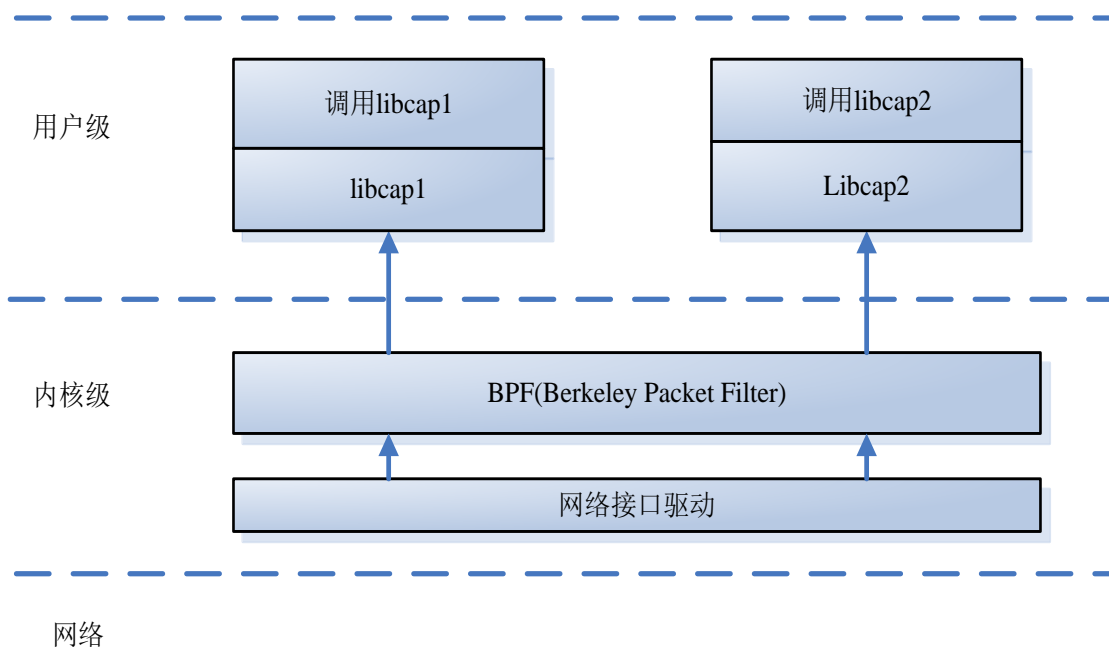 调用libcap1
调用libcap2
用户级
libcap1
Libcap2
内核级
BPF(Berkeley Packet Filter)
网络接口驱动
网络